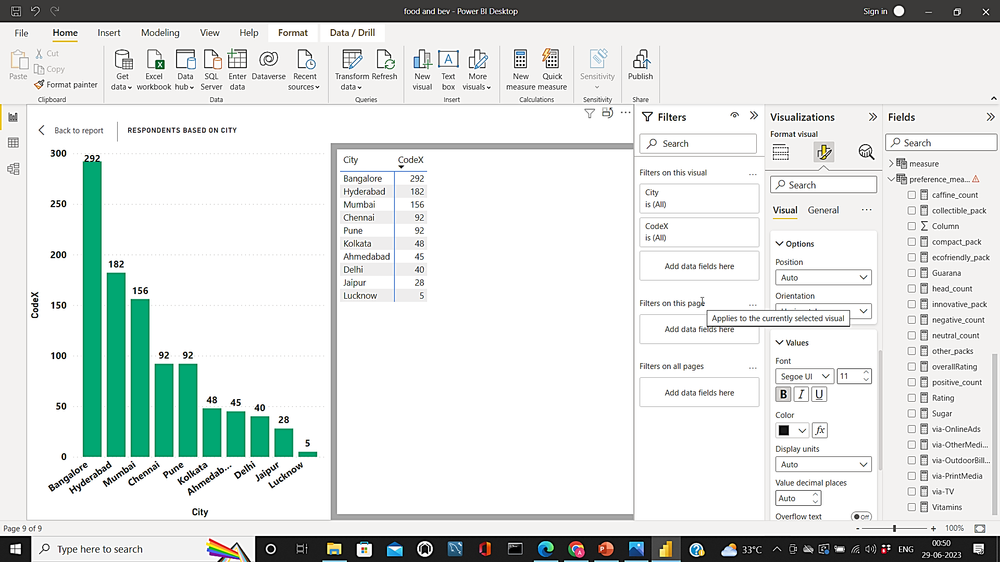 food and bev - Power BI Desktop
Sign in
File Home Insert Modeling View Help Format Data / Drill
Paste
Cut
Copy
Format painter
Clipboard
Get data
Excel workbook
Data hub
SQL Server
Enter data
Dataverse
Recent sources
Data
Transform data
Refresh
Queries
New visual
Text box
More visuals
Insert
New measure
Quick measure
Calculations
Sensitivity
Sensitivity
Publish
Share
Back to report
RESPONDENTS BASED ON CITY
300
250
200
150
100
50
0
CodeX
292
182
156
92
92
48
45
40
28
5
Bangalore
Hyderabad
Mumbai
Chennai
Pune
Kolkata
Ahmedab...
Delhi
Jaipur
Lucknow
City
City CodeX
Bangalore 292
Hyderabad 182
Mumbai 156
Chennai 92
Pune 92
Kolkata 48
Ahmedabad 45
Delhi 40
Jaipur 28
Lucknow 5
Filters
Search
Filters on this visual ...
City
is (All)
CodeX
is (All)
Add data fields here
Filters on this page ...
Applies to the currently selected visual
Add data fields here
Filters on all pages ...
Add data fields here
Visualizations
Format visual
Search
Visual General ...
Options
Position
Auto
Orientation
Values
Font
Segoe UI 11
B I U
Color
fx
Display units
Auto
Value decimal places
Auto
Overflow text Off
Fields
Search
measure
preference_mea...
caffine_count
collectible_pack
Column
compact_pack
ecofriendly_pack
Guarana
head_count
innovative_pack
negative_count
neutral_count
other_packs
overallRating
positive_count
Rating
Sugar
via-OnlineAds
via-OtherMedi...
via-OutdoorBill...
via-PrintMedia
via-TV
Vitamins
Page 9 of 9
- + 100%
Type here to search
33°C
ENG
00:50
29-06-2023